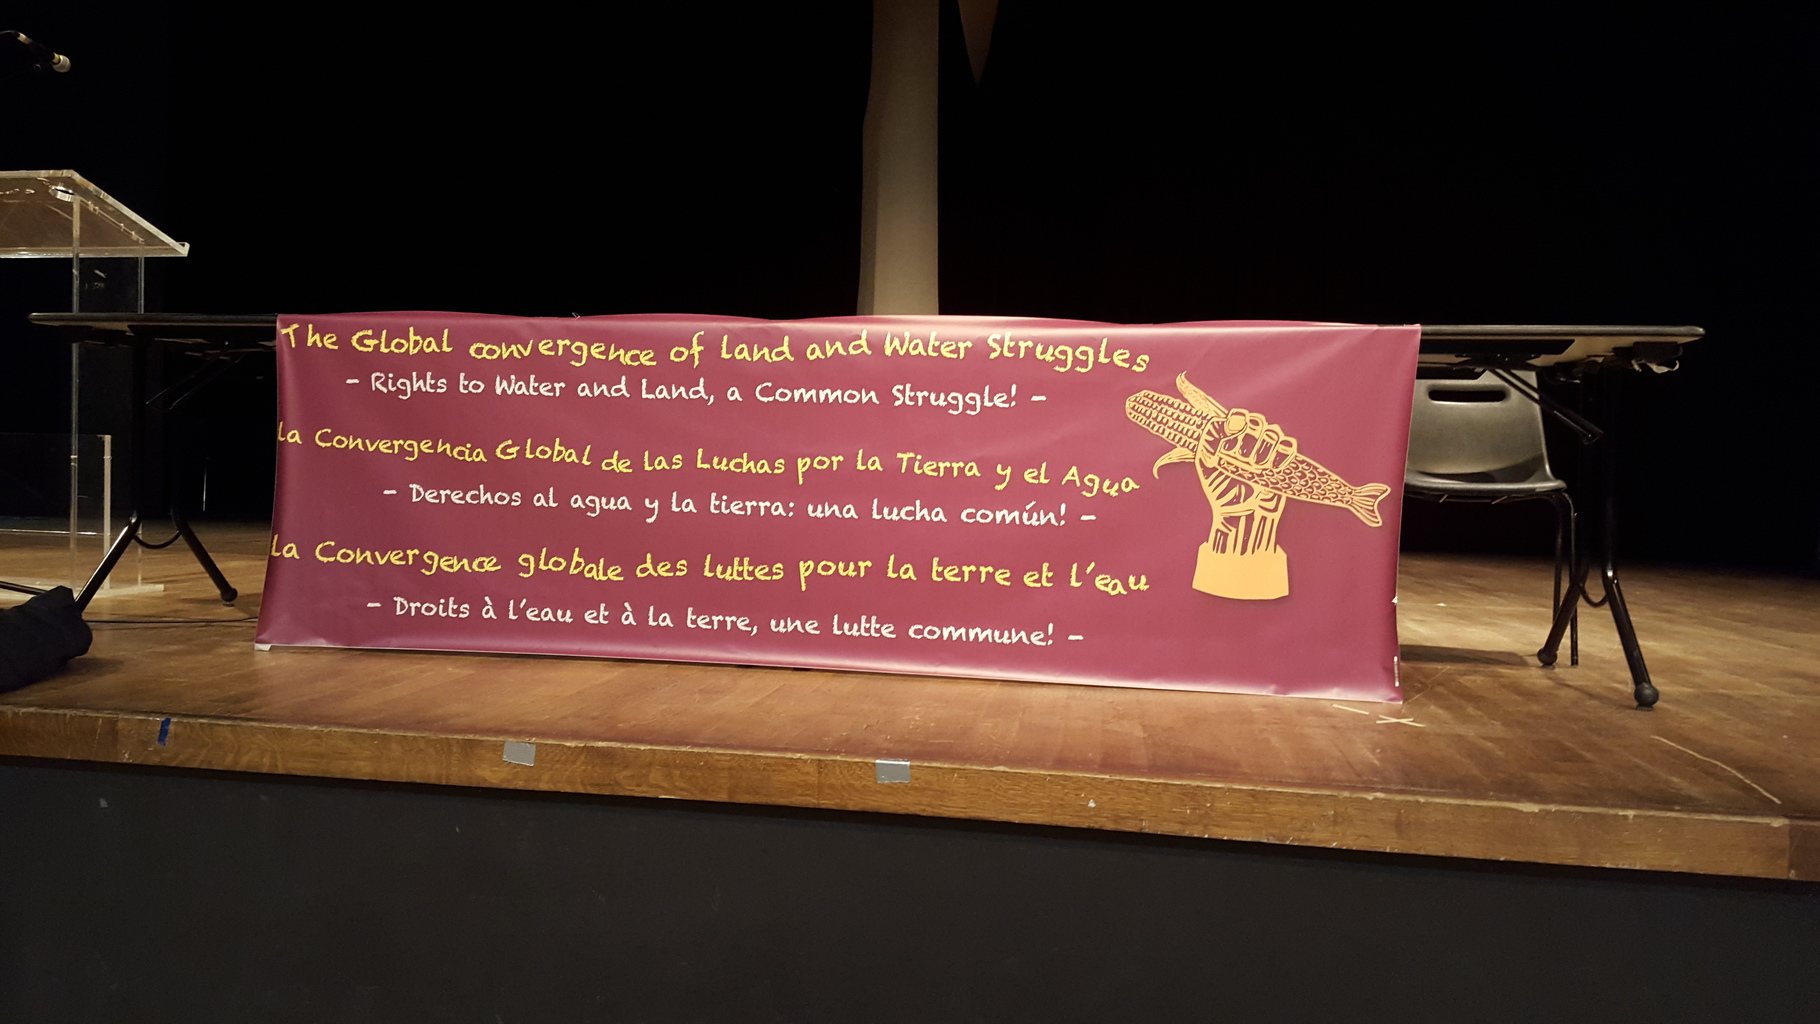 The Global convergence of land and Water Struggles
- Rights to Water and Land, a Common Struggle! -
la Convergencia Global de las Luchas por la Tierra y el Agua
- Derechos al agua y la tierra: una lucha común! -
la Convergence globale des luttes pour la terre et l'eau
- Droits à l'eau et à la terre, une lutte commune! -